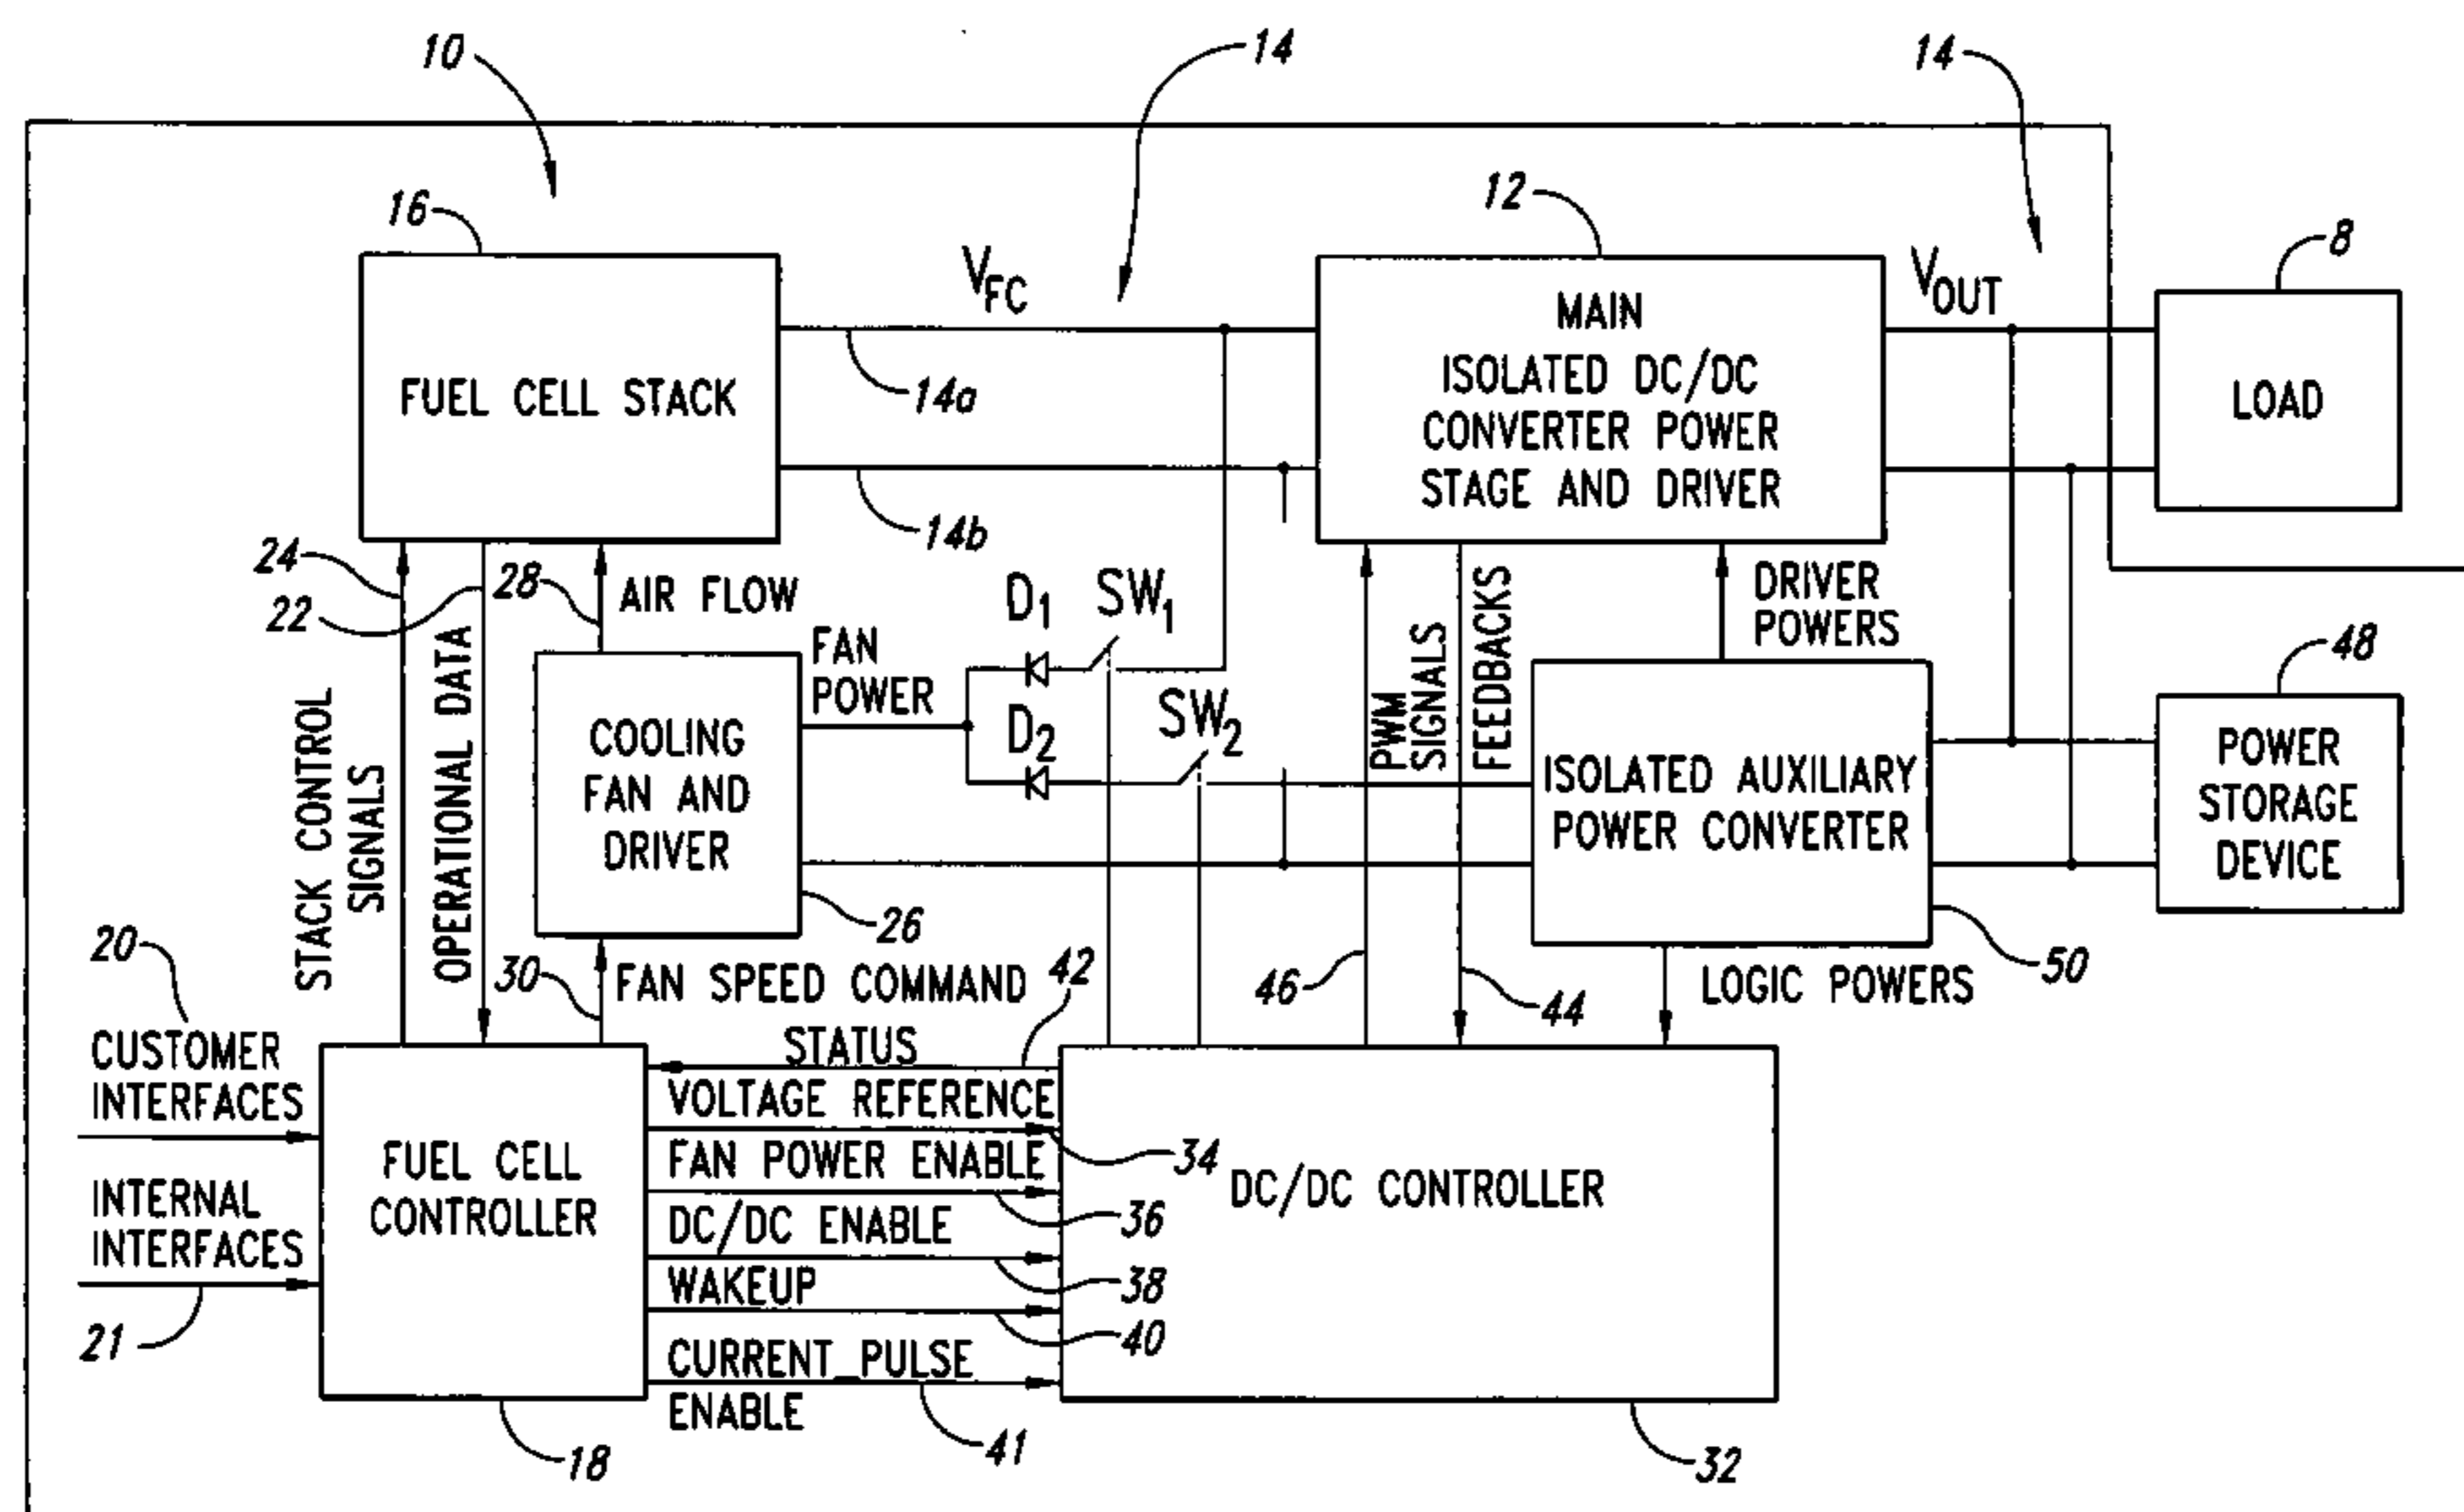 10
14
14
16
12
8
V_FC
V_OUT
FUEL CELL STACK
14a
14b
MAIN
ISOLATED DC/DC
CONVERTER POWER
STAGE AND DRIVER
LOAD
24
22
28
AIR FLOW
STACK CONTROL
SIGNALS
OPERATIONAL DATA
D1
SW1
FAN
POWER
D2
SW2
PWM
SIGNALS
FEEDBACKS
DRIVER
POWERS
48
COOLING
FAN AND
DRIVER
26
ISOLATED AUXILIARY
POWER CONVERTER
POWER
STORAGE
DEVICE
50
20
30
FAN SPEED COMMAND
42
46
44
LOGIC POWERS
CUSTOMER
INTERFACES
INTERNAL
INTERFACES
21
FUEL CELL
CONTROLLER
18
STATUS
VOLTAGE REFERENCE
34
FAN POWER ENABLE
36
DC/DC ENABLE
38
WAKEUP
40
CURRENT_PULSE
ENABLE
41
DC/DC CONTROLLER
32